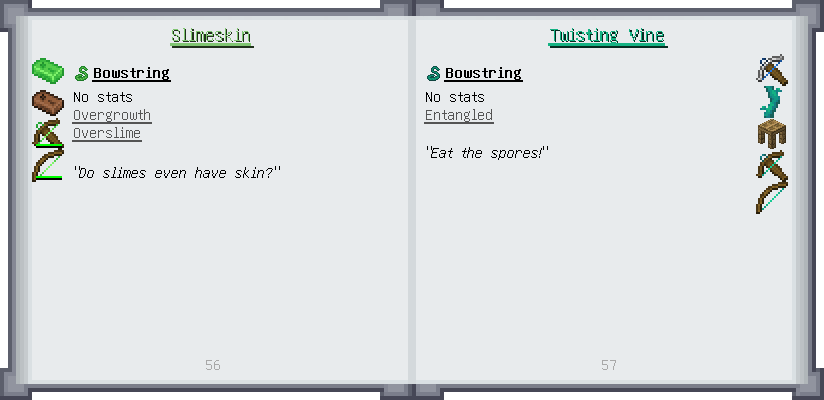 Slimeskin
Bowstring
No stats
Overgrowth
Overslime
"Do slimes even have skin?"
56
Twisting Vine
Bowstring
No stats
Entangled
"Eat the spores!"
57